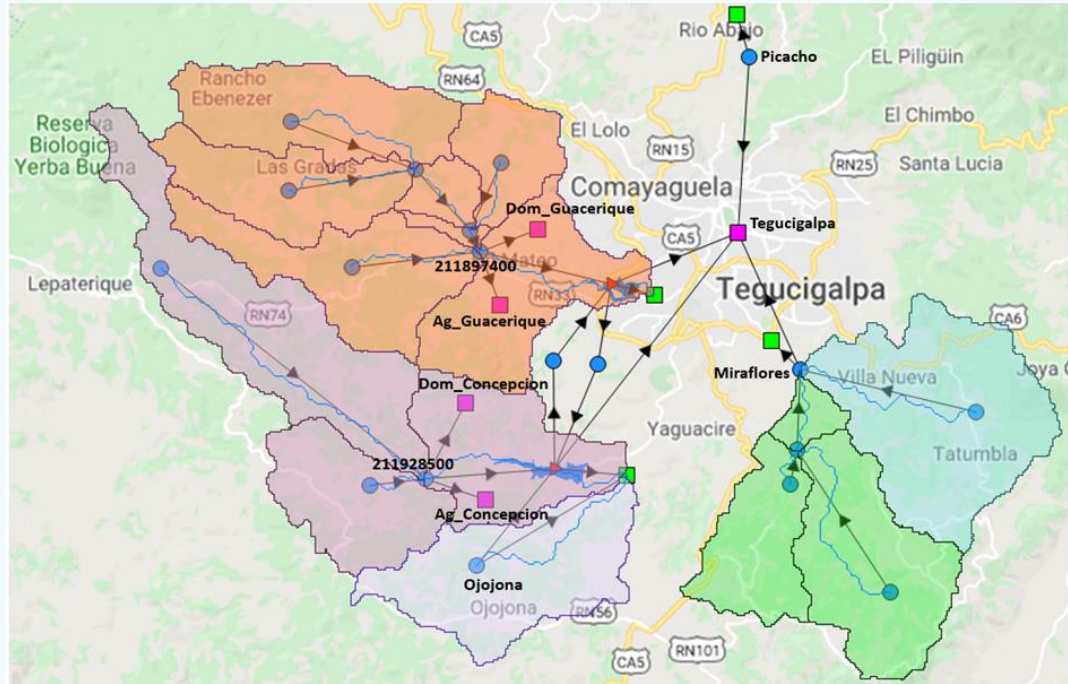 Rio Abajo
CA5
Picacho
EL Piligüin
RN64
Rancho
Ebenezer
El Chimbo
Reserva
Biologica
Yerba Buena
El Lolo
RN15
RN25
Santa Lucia
Las Gradas
Comayaguela
Dom_Guacerique
CA5
Tegucigalpa
Mateo
211897400
Lepaterique
RN33
Tegucigalpa
RN74
Ag_Guacerique
CA6
Miraflores
Villa Nueva
Joya G
Dom_Concepcion
Yaguacire
Tatumbla
211928500
Ag_Concepcion
Ojojona
Ojojona
RN56
CA5
RN101